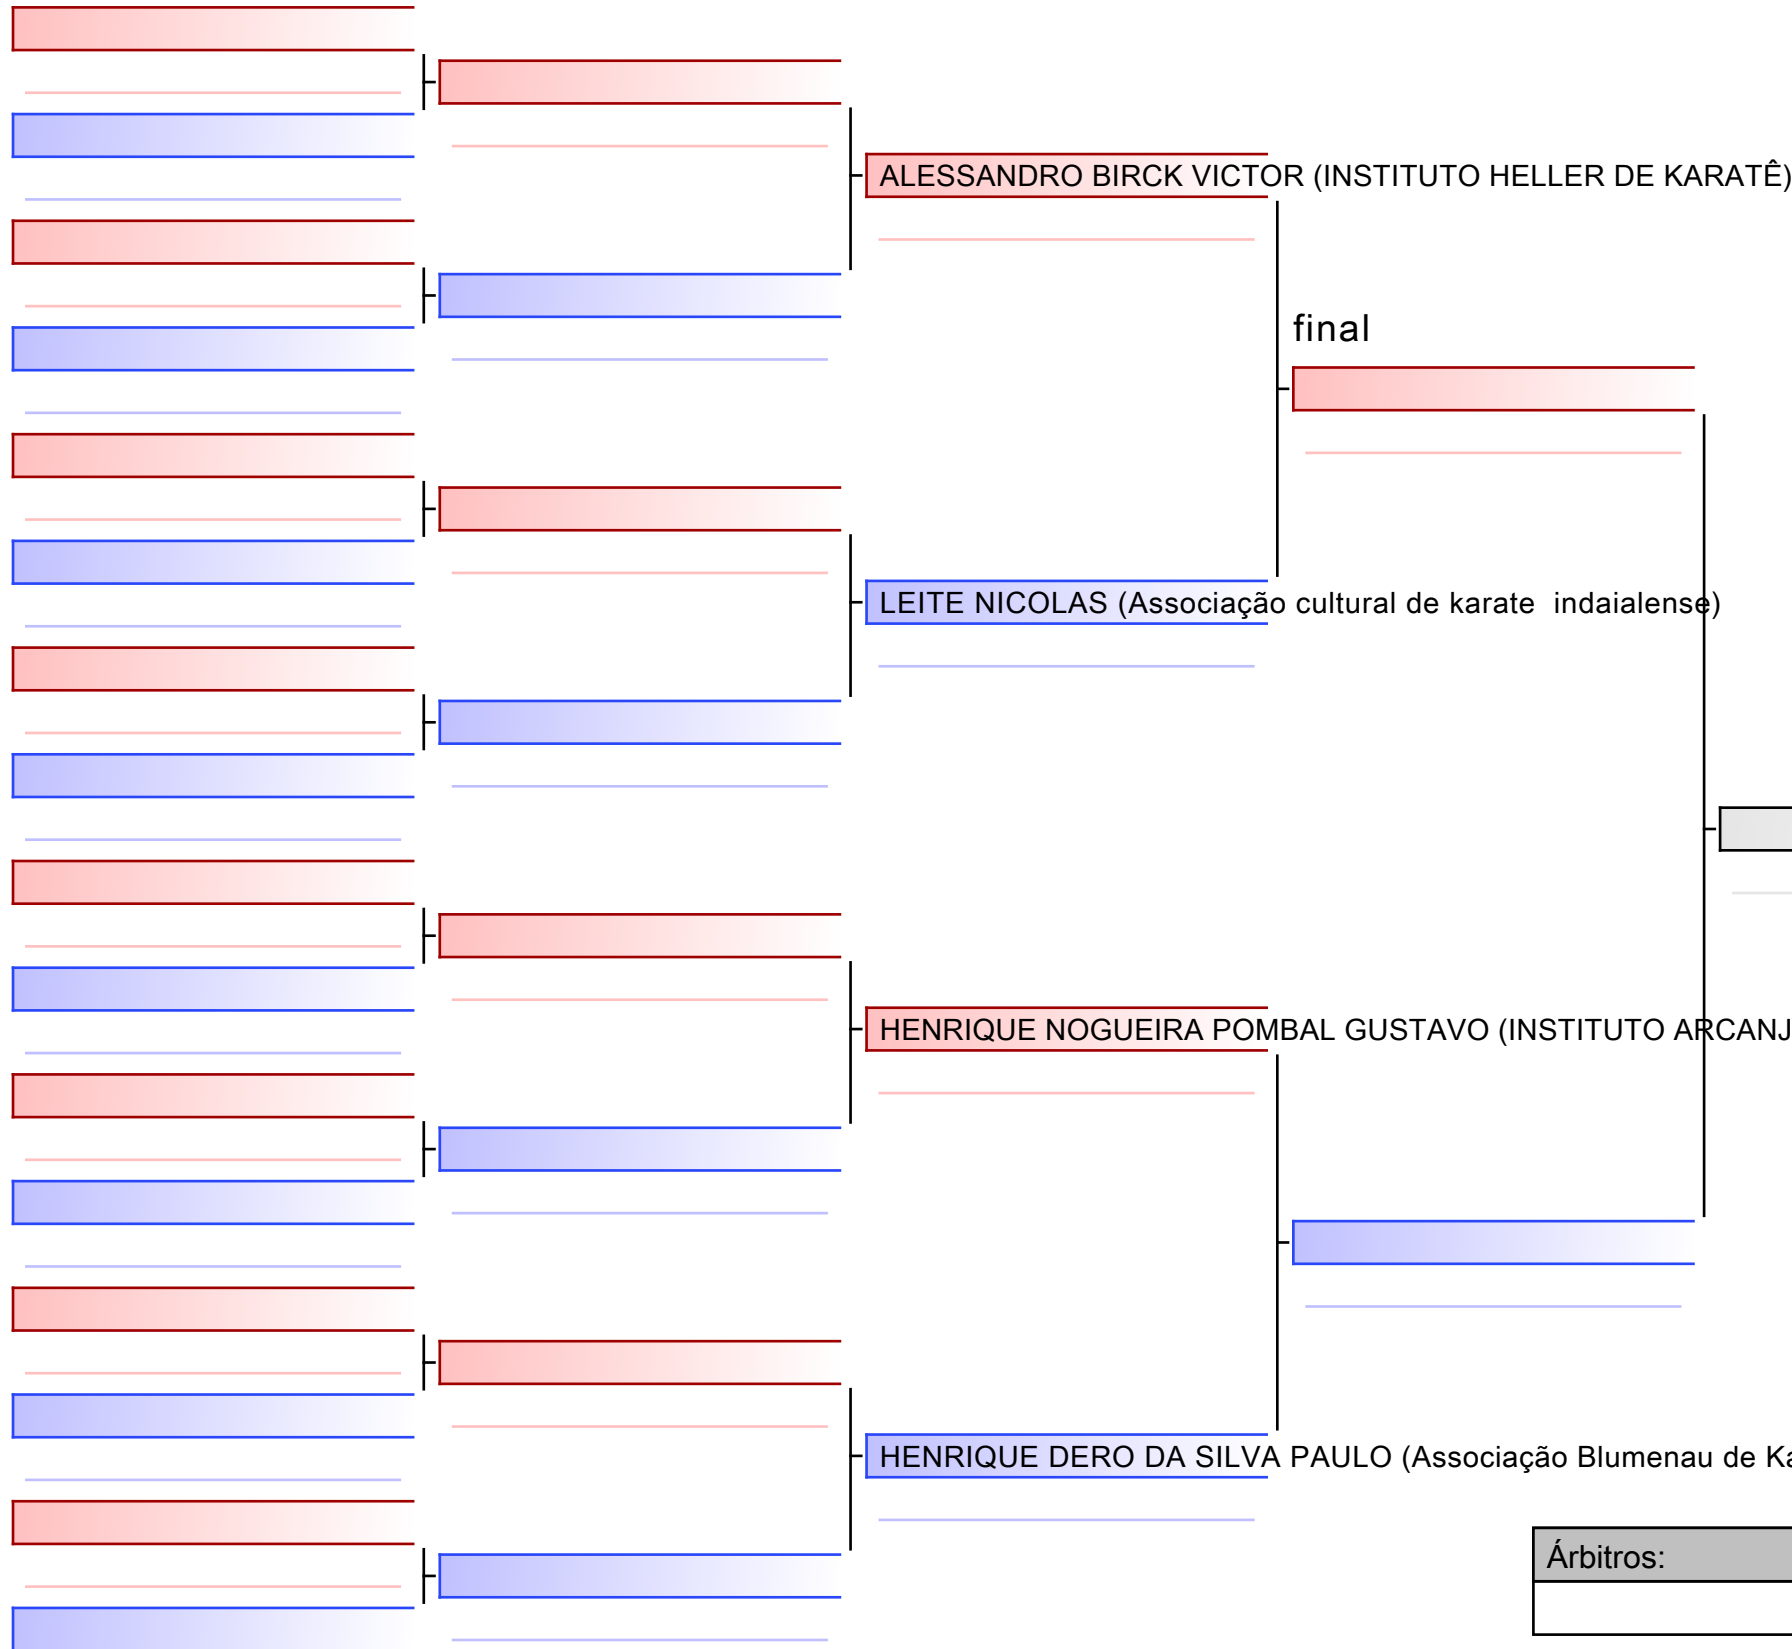 ALESSANDRO BIRCK VICTOR (INSTITUTO HELLER DE KARATÊ)
final
LEITE NICOLAS (Associação cultural de karate  indaialense)
HENRIQUE NOGUEIRA POMBAL GUSTAVO (INSTITUTO ARCANJ
HENRIQUE DERO DA SILVA PAULO (Associação Blumenau de Ka
Árbitros: